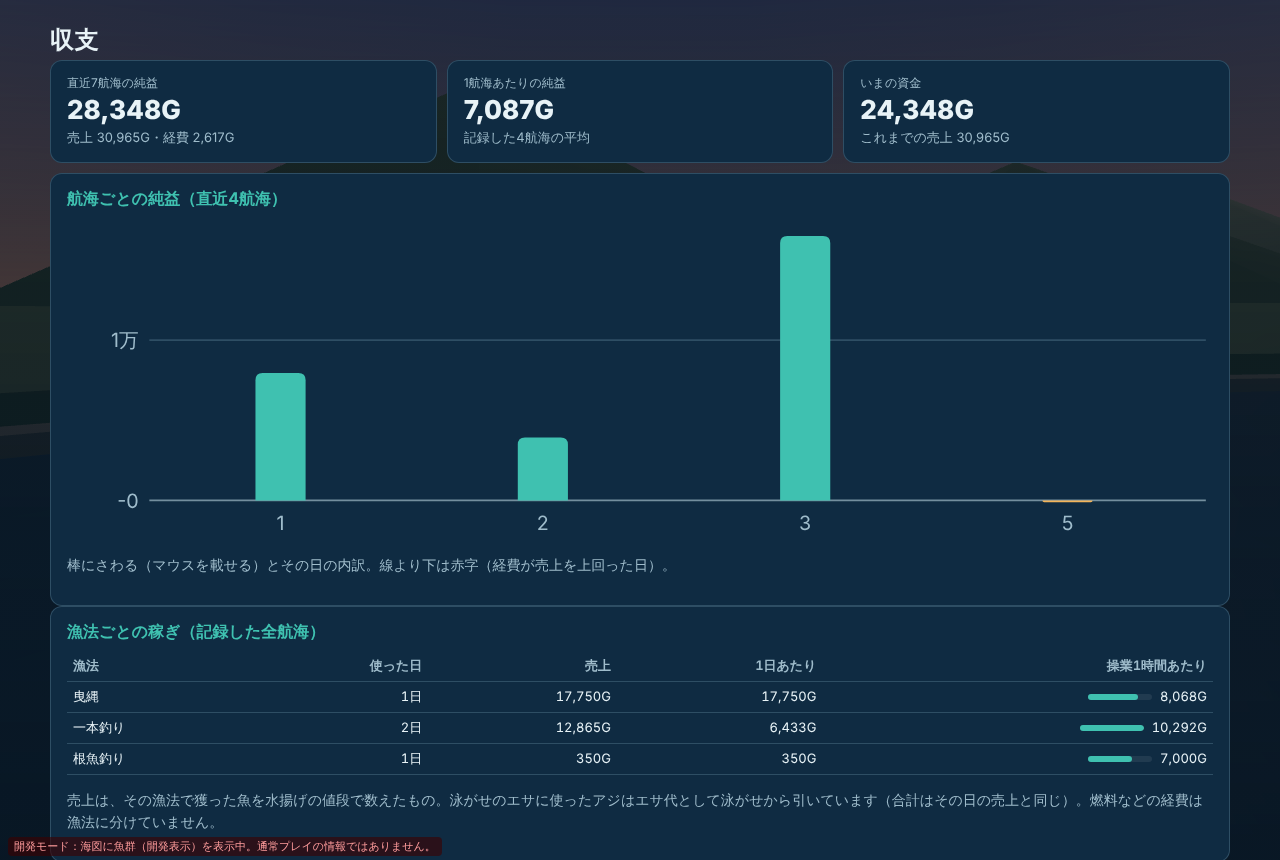 収支
直近7航海の純益
28,348G
売上 30,965G・経費 2,617G
1航海あたりの純益
7,087G
記録した4航海の平均
いまの資金
24,348G
これまでの売上 30,965G
航海ごとの純益（直近4航海）
1万
-0
1 2 3 5
棒にさわる（マウスを載せる）とその日の内訳。線より下は赤字（経費が売上を上回った日）。
漁法ごとの稼ぎ（記録した全航海）
漁法 使った日 売上 1日あたり 操業1時間あたり
曳縄 1日 17,750G 17,750G 8,068G
一本釣り 2日 12,865G 6,433G 10,292G
根魚釣り 1日 350G 350G 7,000G
売上は、その漁法で獲った魚を水揚げの値段で数えたもの。泳がせのエサに使ったアジはエサ代として泳がせから引いています（合計はその日の売上と同じ）。燃料などの経費は
漁法に分けていません。
開発モード：海図に魚群（開発表示）を表示中。通常プレイの情報ではありません。